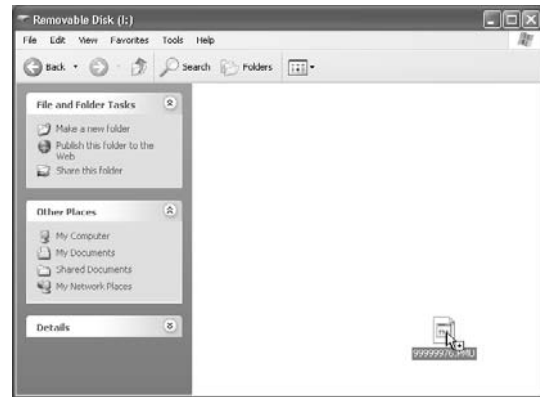 Removable Disk (I:)
File Edit View Favorites Tools Help
Back Search Folders
File and Folder Tasks
Make a new folder
Publish this folder to the
Web
Share this folder
Other Places
My Computer
My Documents
Shared Documents
My Network Places
Details
99999976.PMU